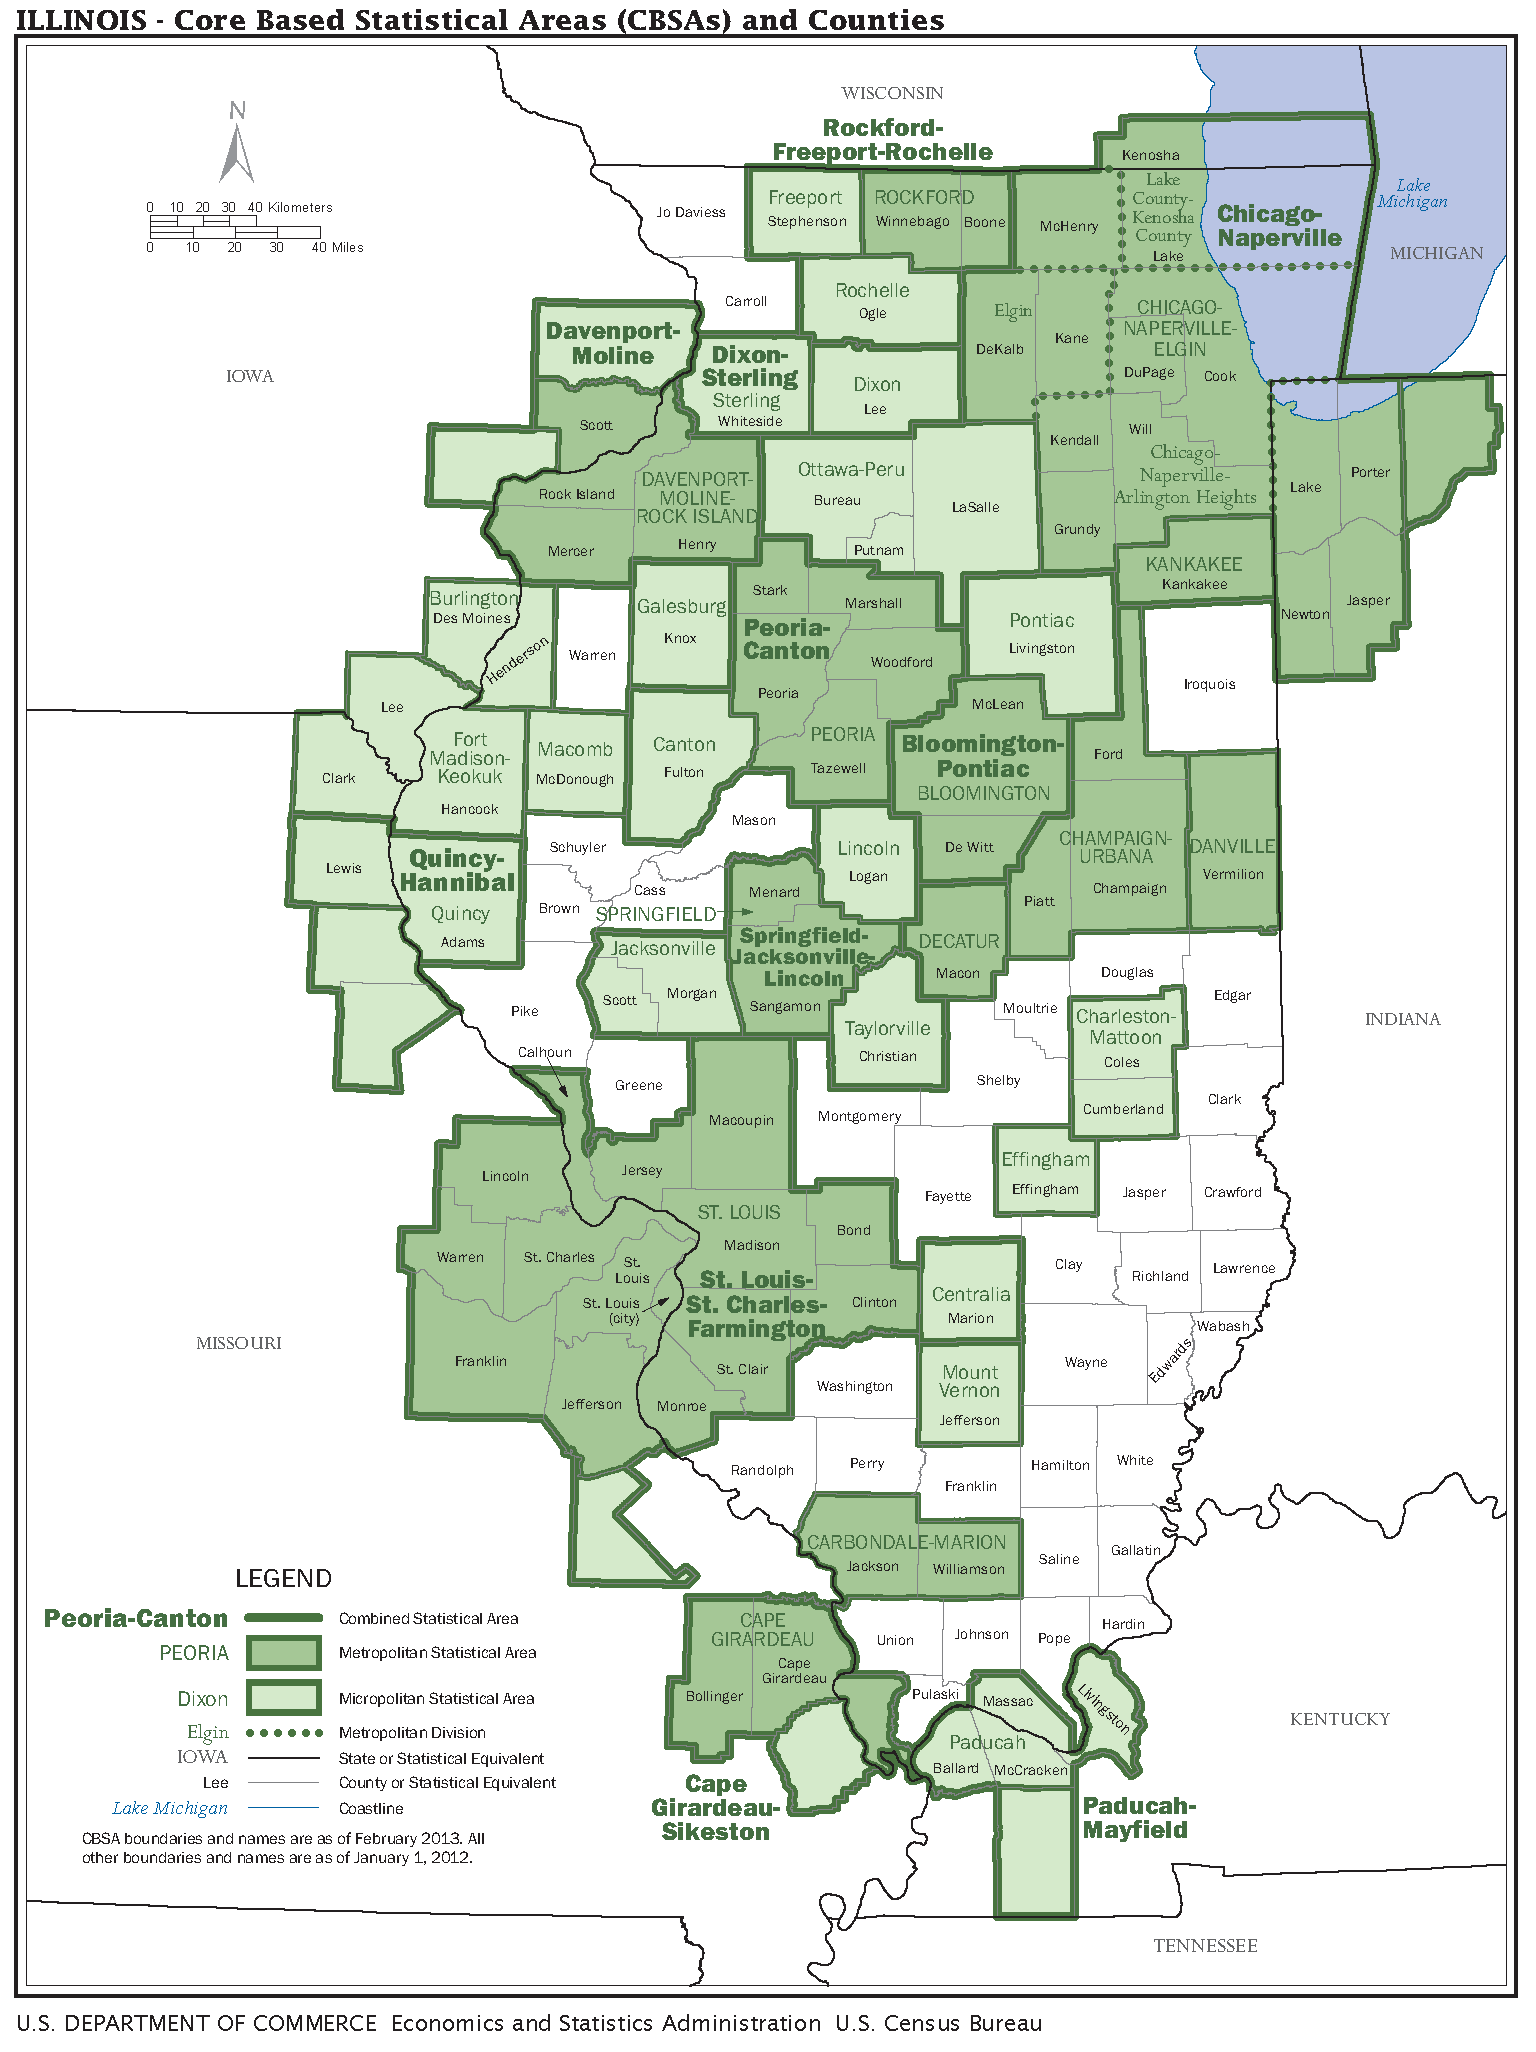 ILLINOIS - Core Based Statistical Areas (CBSAs) and Counties
WISCONSIN
N
Rockford-
Freeport-Rochelle
Kenosha
Lake
Michigan
0 10 20 30 40 Kilometers
0 10 20 30 40 Miles
Jo Daviess
Freeport
Stephenson
ROCKFORD
Winnebago
Boone
McHenry
Lake
County-
Kenosha
County
Lake
Chicago-
Naperville
MICHIGAN
Carroll
Rochelle
Ogle
Elgin
DeKalb
Kane
CHICAGO-
NAPERVILLE-
ELGIN
DuPage
Cook
IOWA
Davenport-
Moline
Dixon-
Sterling
Sterling
Whiteside
Dixon
Lee
Scott
Kendall
Will
Chicago-
Naperville-
Arlington Heights
Lake
Porter
Rock Island
DAVENPORT-
MOLINE-
ROCK ISLAND
Mercer
Henry
Ottawa-Peru
Bureau
LaSalle
Putnam
Grundy
KANKAKEE
Kankakee
Newton
Jasper
Burlington
Des Moines
Henderson
Warren
Galesburg
Knox
Stark
Marshall
Peoria-
Canton
Woodford
Peoria
PEORIA
Tazewell
Pontiac
Livingston
Iroquois
Lee
Clark
Fort
Madison-
Keokuk
Hancock
Macomb
McDonough
Canton
Fulton
McLean
Bloomington-
Pontiac
BLOOMINGTON
Ford
Mason
Lewis
Quincy-
Hannibal
Quincy
Adams
Schuyler
Cass
Brown
SPRINGFIELD
Menard
Lincoln
Logan
De Witt
CHAMPAIGN-
URBANA
Champaign
Piatt
DANVILLE
Vermilion
Jacksonville
Scott
Morgan
Springfield-
Jacksonville-
Lincoln
Sangamon
DECATUR
Macon
Douglas
Edgar
Pike
Calhoun
Greene
Taylorville
Christian
Moultrie
Charleston-
Mattoon
Coles
Cumberland
INDIANA
Shelby
Clark
Macoupin
Montgomery
Lincoln
Jersey
Effingham
Effingham
Fayette
Jasper
Crawford
ST. LOUIS
Madison
Bond
Warren
St. Charles
St.
Louis
St. Louis
(city)
St. Louis-
St. Charles-
Farmington
Clinton
Centralia
Marion
Clay
Richland
Lawrence
Wabash
Edwards
MISSOURI
Franklin
Jefferson
Monroe
St. Clair
Washington
Mount
Vernon
Jefferson
Wayne
Randolph
Perry
Franklin
Hamilton
White
CARBONDALE-MARION
Jackson
Williamson
Saline
Gallatin
CAPE
GIRARDEAU
Cape
Girardeau
Bollinger
Union
Johnson
Pope
Hardin
Pulaski
Massac
Livingston
Paducah
Ballard
McCracken
KENTUCKY
Cape
Girardeau-
Sikeston
Paducah-
Mayfield
TENNESSEE
LEGEND
Peoria-Canton Combined Statistical Area
PEORIA Metropolitan Statistical Area
Dixon Micropolitan Statistical Area
Elgin Metropolitan Division
IOWA State or Statistical Equivalent
Lee County or Statistical Equivalent
Lake Michigan Coastline
CBSA boundaries and names are as of February 2013. All
other boundaries and names are as of January 1, 2012.
U.S. DEPARTMENT OF COMMERCE Economics and Statistics Administration U.S. Census Bureau